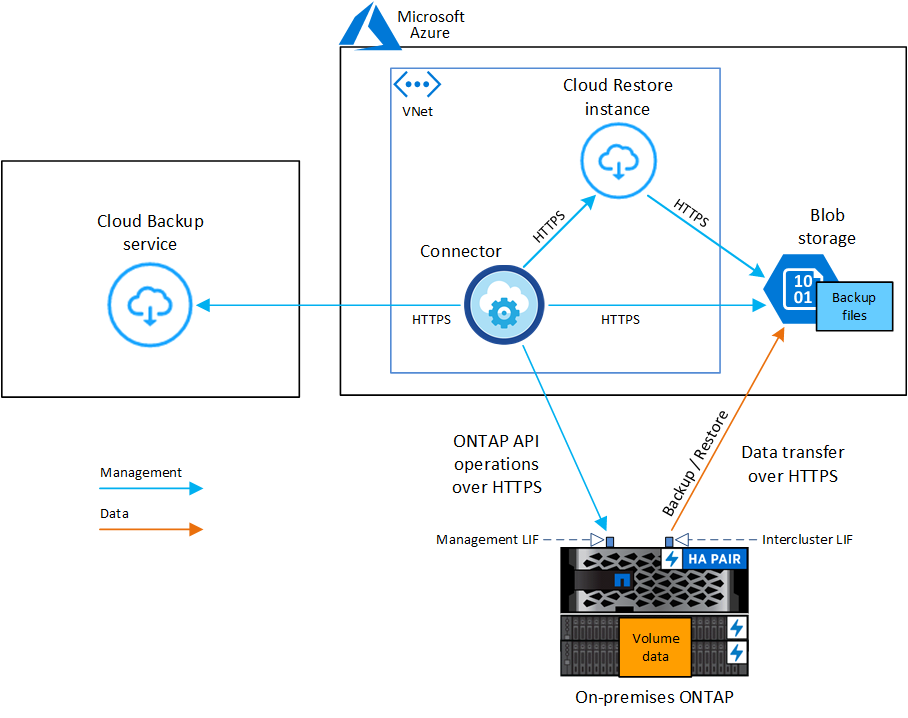 Microsoft
Azure
VNet
Cloud Restore
instance
HTTPS
HTTPS
Blob
storage
10
01
Backup
files
Cloud Backup
service
Connector
HTTPS
HTTPS
ONTAP API
operations
over HTTPS
Backup / Restore
Data transfer
over HTTPS
Management
Data
Management LIF
Intercluster LIF
HA PAIR
Volume
data
On-premises ONTAP